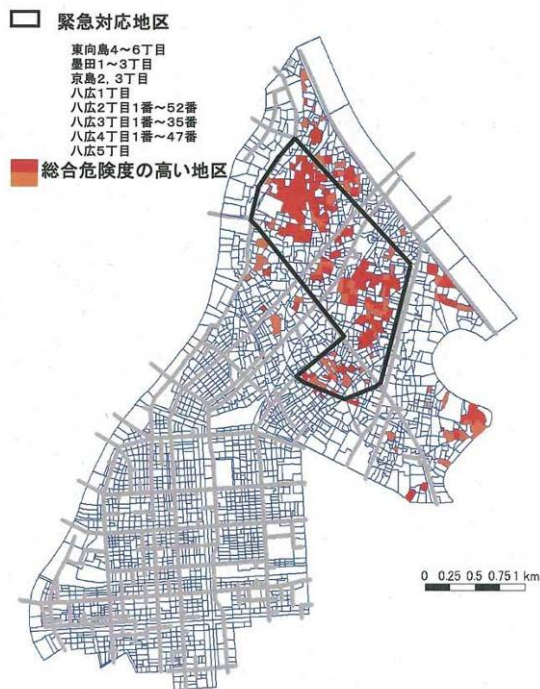 緊急対応地区
東向島4～6丁目
墨田1～3丁目
京島2, 3丁目
八広1丁目
八広2丁目1番～52番
八広3丁目1番～35番
八広4丁目1番～47番
八広5丁目
総合危険度の高い地区
0 0.25 0.5 0.75 1 km